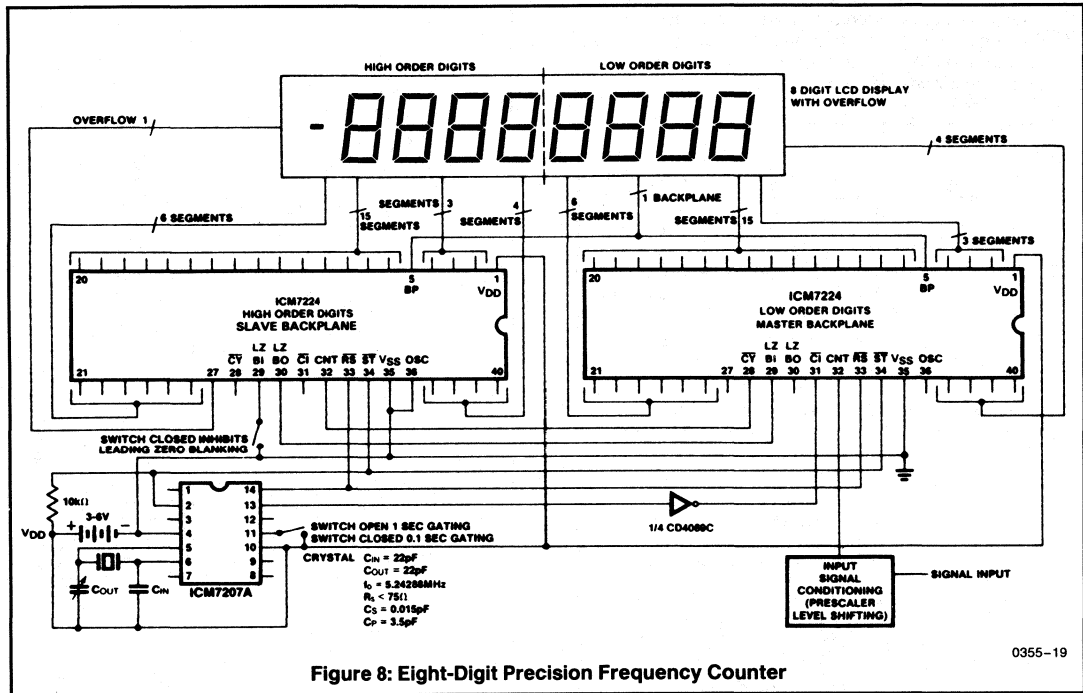 HIGH ORDER DIGITS
LOW ORDER DIGITS
8 DIGIT LCD DISPLAY
WITH OVERFLOW
OVERFLOW 1
4 SEGMENTS
6 SEGMENTS
15
SEGMENTS
SEGMENTS 3
SEGMENTS 4
6
SEGMENTS
1 BACKPLANE
SEGMENTS 15
3 SEGMENTS
20
5
BP
1
VDD
ICM7224
HIGH ORDER DIGITS
SLAVE BACKPLANE
LZ LZ
CY BI BO CI CNT RS ST VSS OSC
21 27 28 29 30 31 32 33 34 35 36 40
20
5
BP
1
VDD
ICM7224
LOW ORDER DIGITS
MASTER BACKPLANE
LZ LZ
CY BI BO CI CNT RS ST VSS OSC
21 27 28 29 30 31 32 33 34 35 36 40
SWITCH CLOSED INHIBITS
LEADING ZERO BLANKING
10kΩ
3-6V
+ −
VDD
1 14
2 13
3 12
4 11
5 10
6 9
7 8
ICM7207A
COUT
CIN
SWITCH OPEN 1 SEC GATING
SWITCH CLOSED 0.1 SEC GATING
CRYSTAL CIN = 22pF
COUT = 22pF
fo = 5.24288MHz
Rs < 75Ω
CS = 0.015pF
CP = 3.5pF
1/4 CD4069C
INPUT
SIGNAL
CONDITIONING
(PRESCALER
LEVEL SHIFTING)
SIGNAL INPUT
0355–19
Figure 8: Eight-Digit Precision Frequency Counter